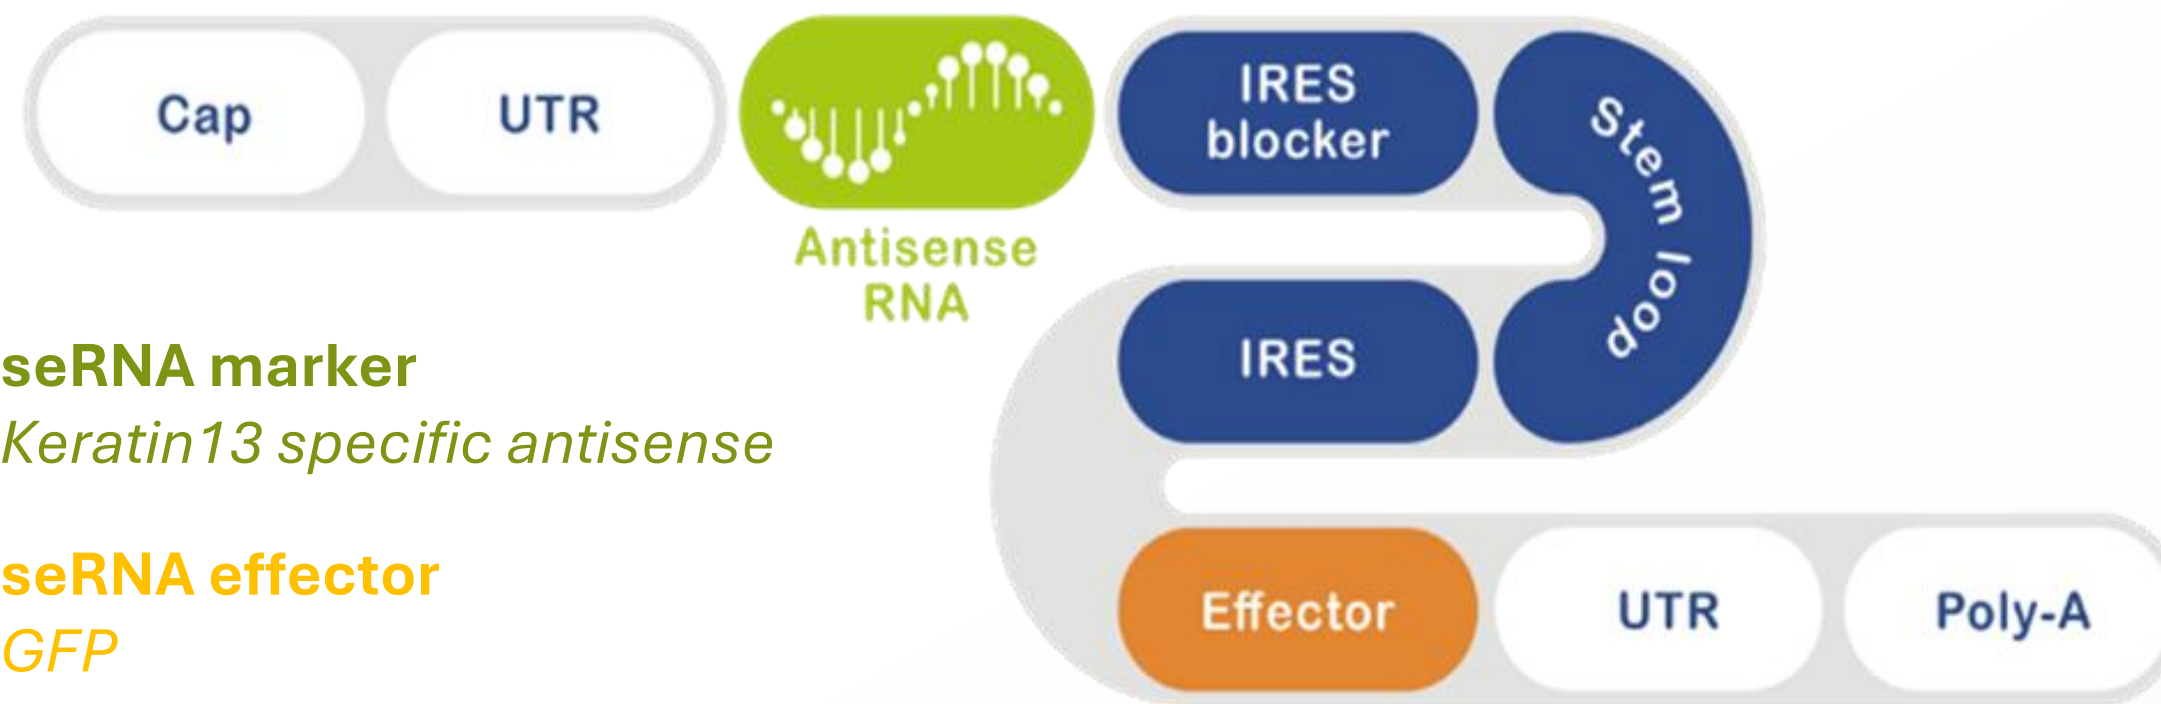 Cap
UTR
IRES
blocker
Stem loop
Antisense
RNA
IRES
seRNA marker
Keratin13 specific antisense
seRNA effector
GFP
Effector
UTR
Poly-A